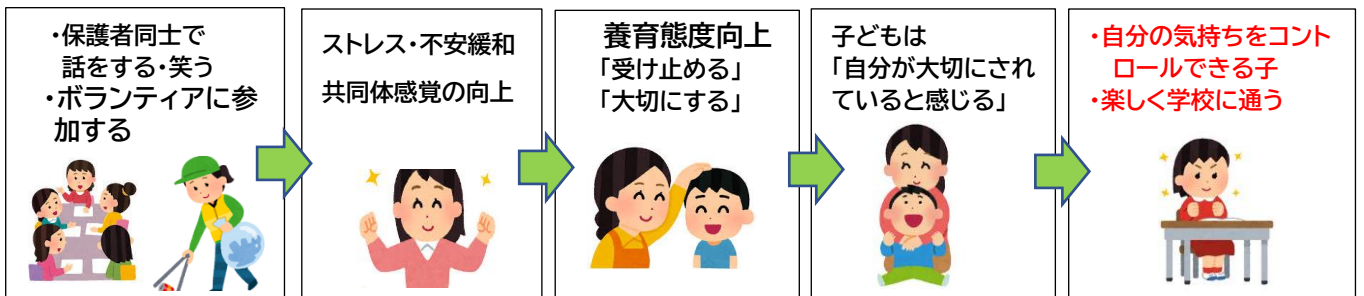 ・保護者同士で
話をする・笑う
・ボランティアに参
加する
ストレス・不安緩和
共同体感覚の向上
養育態度向上
「受け止める」
「大切にする」
子どもは
「自分が大切にされ
ていると感じる」
・自分の気持ちをコント
ロールできる子
・楽しく学校に通う